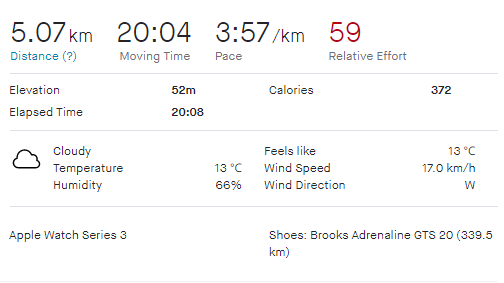 5.07 km 20:04 3:57 /km 59
Distance (?) Moving Time Pace Relative Effort
Elevation 52m Calories 372
Elapsed Time 20:08
Cloudy Feels like 13 °C
Temperature 13 °C Wind Speed 17.0 km/h
Humidity 66% Wind Direction W
Apple Watch Series 3 Shoes: Brooks Adrenaline GTS 20 (339.5
km)